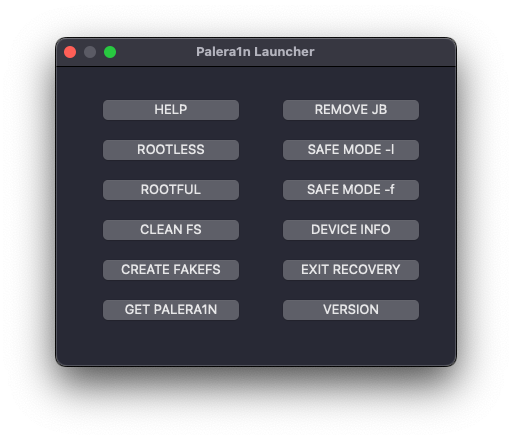 Palera1n Launcher
HELP
REMOVE JB
ROOTLESS
SAFE MODE -l
ROOTFUL
SAFE MODE -f
CLEAN FS
DEVICE INFO
CREATE FAKEFS
EXIT RECOVERY
GET PALERA1N
VERSION